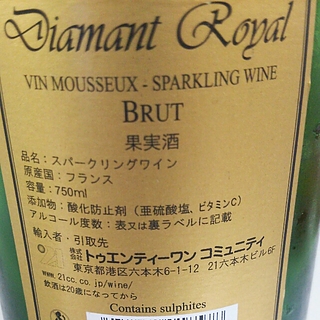 Diamant Royal
VIN MOUSSEUX - SPARKLING WINE
BRUT
果実酒
品名：スパークリングワイン
原産国：フランス
容量：750ml
添加物：酸化防止剤（亜硫酸塩、ビタミンC）
アルコール度数：表又は裏ラベルに記載
輸入者・引取先
株式会社 トゥエンティーワン コミュニティ
東京都港区六本木6-1-12 21六本木ビル6F
www.21cc.co.jp/wine/
飲酒は20歳になってから
Contains sulphites